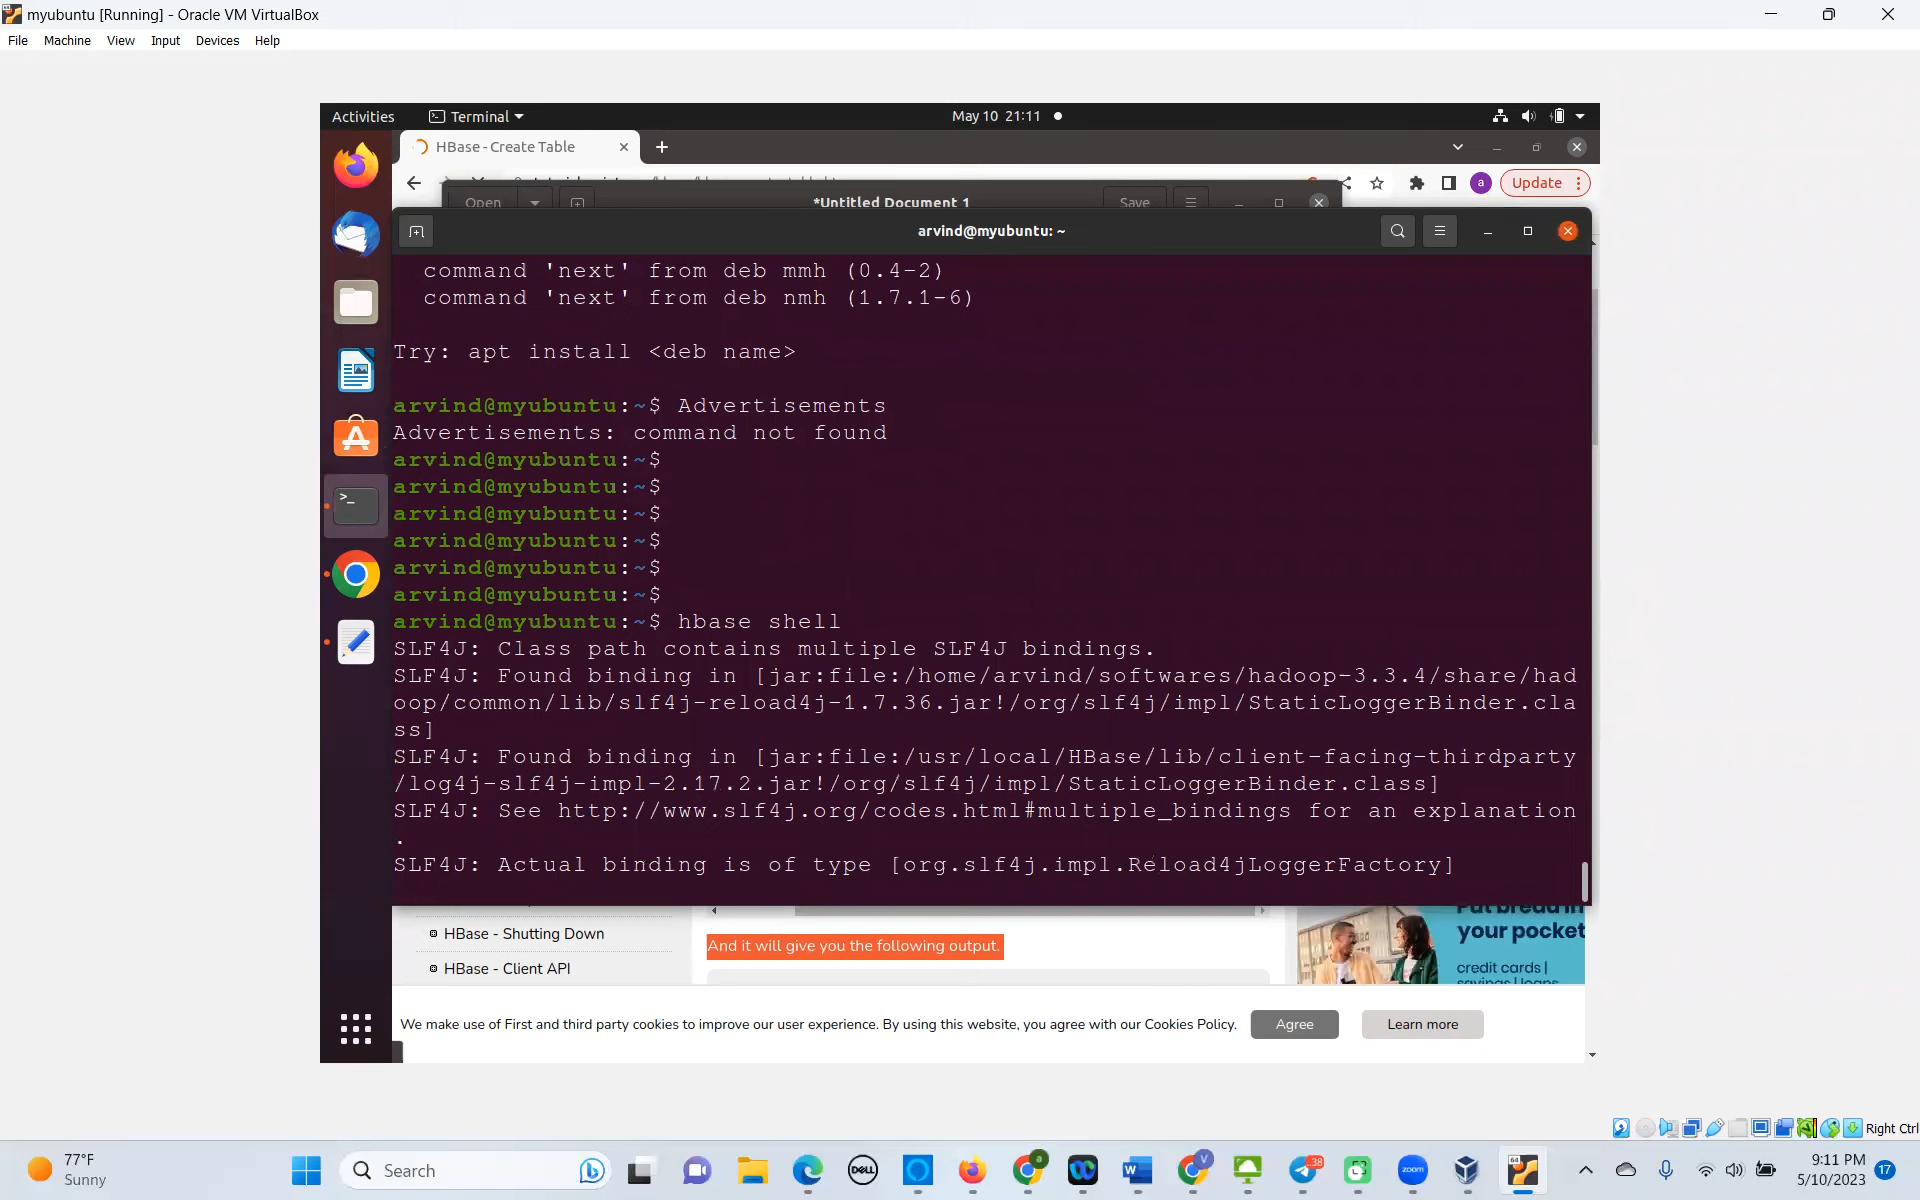 myubuntu [Running] - Oracle VM VirtualBox
File Machine View Input Devices Help
Activities Terminal May 10 21:11
HBase - Create Table
Update
Open *Untitled Document 1 Save
arvind@myubuntu: ~
command 'next' from deb mmh (0.4-2)
command 'next' from deb nmh (1.7.1-6)
Try: apt install <deb name>
arvind@myubuntu:~$ Advertisements
Advertisements: command not found
arvind@myubuntu:~$
arvind@myubuntu:~$
arvind@myubuntu:~$
arvind@myubuntu:~$
arvind@myubuntu:~$
arvind@myubuntu:~$
arvind@myubuntu:~$ hbase shell
SLF4J: Class path contains multiple SLF4J bindings.
SLF4J: Found binding in [jar:file:/home/arvind/softwares/hadoop-3.3.4/share/had
oop/common/lib/slf4j-reload4j-1.7.36.jar!/org/slf4j/impl/StaticLoggerBinder.cla
ss]
SLF4J: Found binding in [jar:file:/usr/local/HBase/lib/client-facing-thirdparty
/log4j-slf4j-impl-2.17.2.jar!/org/slf4j/impl/StaticLoggerBinder.class]
SLF4J: See http://www.slf4j.org/codes.html#multiple_bindings for an explanation
.
SLF4J: Actual binding is of type [org.slf4j.impl.Reload4jLoggerFactory]
HBase - Shutting Down
HBase - Client API
And it will give you the following output.
your pocket
credit cards |
We make use of First and third party cookies to improve our user experience. By using this website, you agree with our Cookies Policy. Agree Learn more
Right Ctrl
77°F
Sunny
Search
DELL
38
zoom
64
9:11 PM
5/10/2023
17